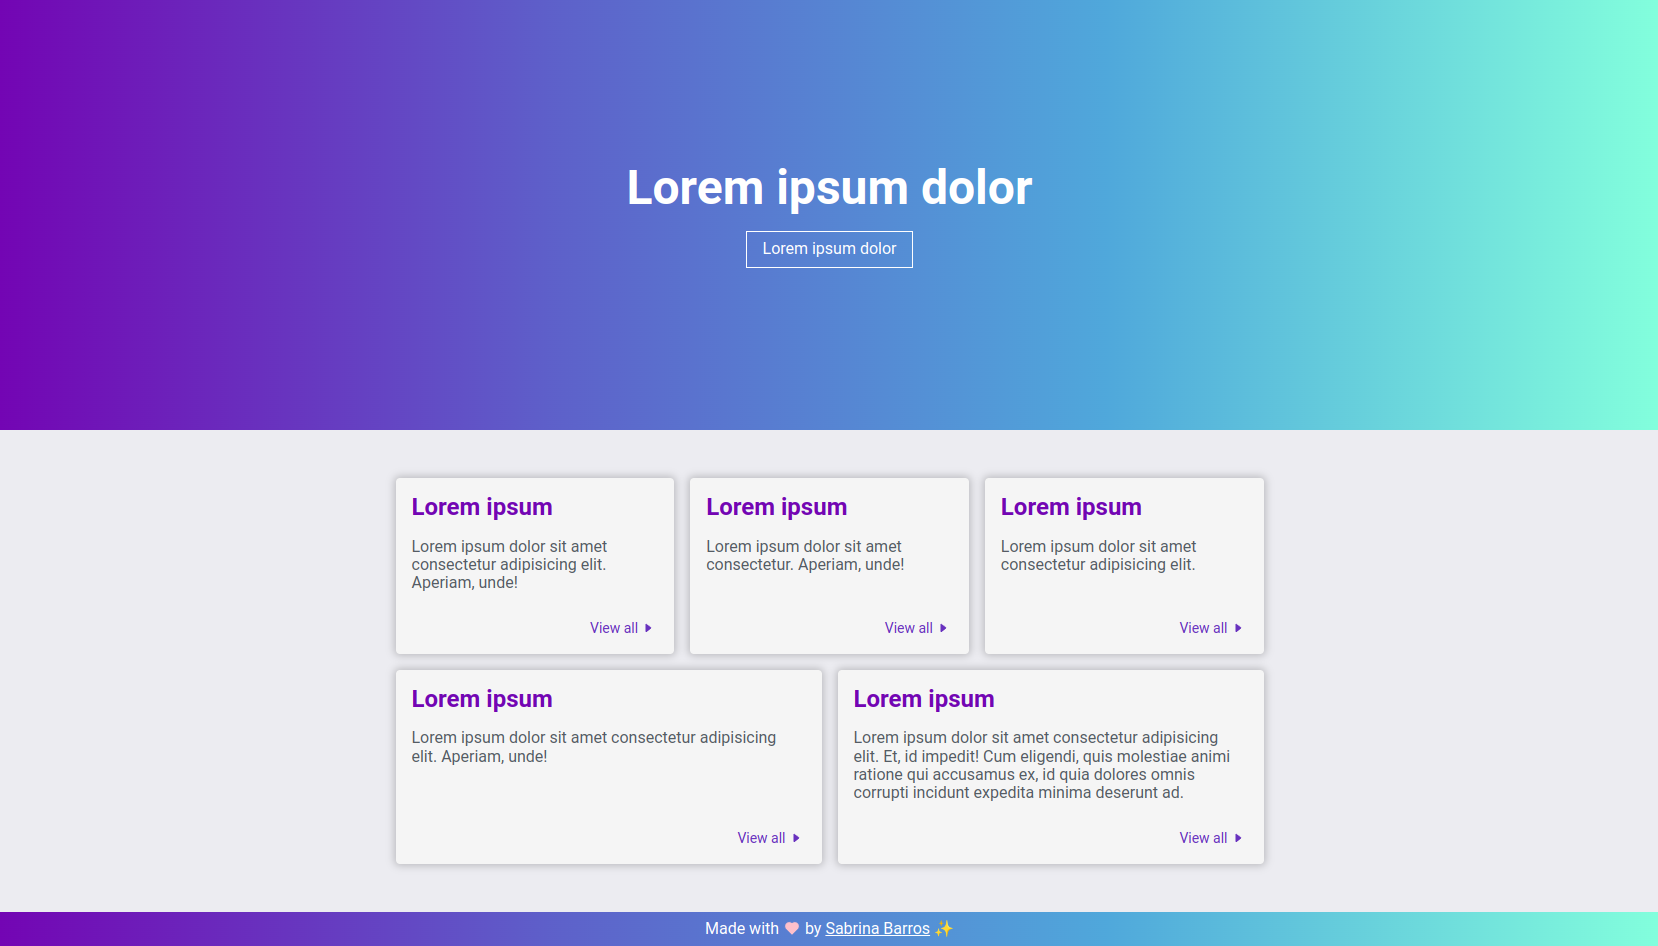 Lorem ipsum dolor
Lorem ipsum dolor
Lorem ipsum
Lorem ipsum dolor sit amet
consectetur adipisicing elit.
Aperiam, unde!
View all
Lorem ipsum
Lorem ipsum dolor sit amet
consectetur. Aperiam, unde!
View all
Lorem ipsum
Lorem ipsum dolor sit amet
consectetur adipisicing elit.
View all
Lorem ipsum
Lorem ipsum dolor sit amet consectetur adipisicing
elit. Aperiam, unde!
View all
Lorem ipsum
Lorem ipsum dolor sit amet consectetur adipisicing
elit. Et, id impedit! Cum eligendi, quis molestiae animi
ratione qui accusamus ex, id quia dolores omnis
corrupti incidunt expedita minima deserunt ad.
View all
Made with ❤ by Sabrina Barros ✨